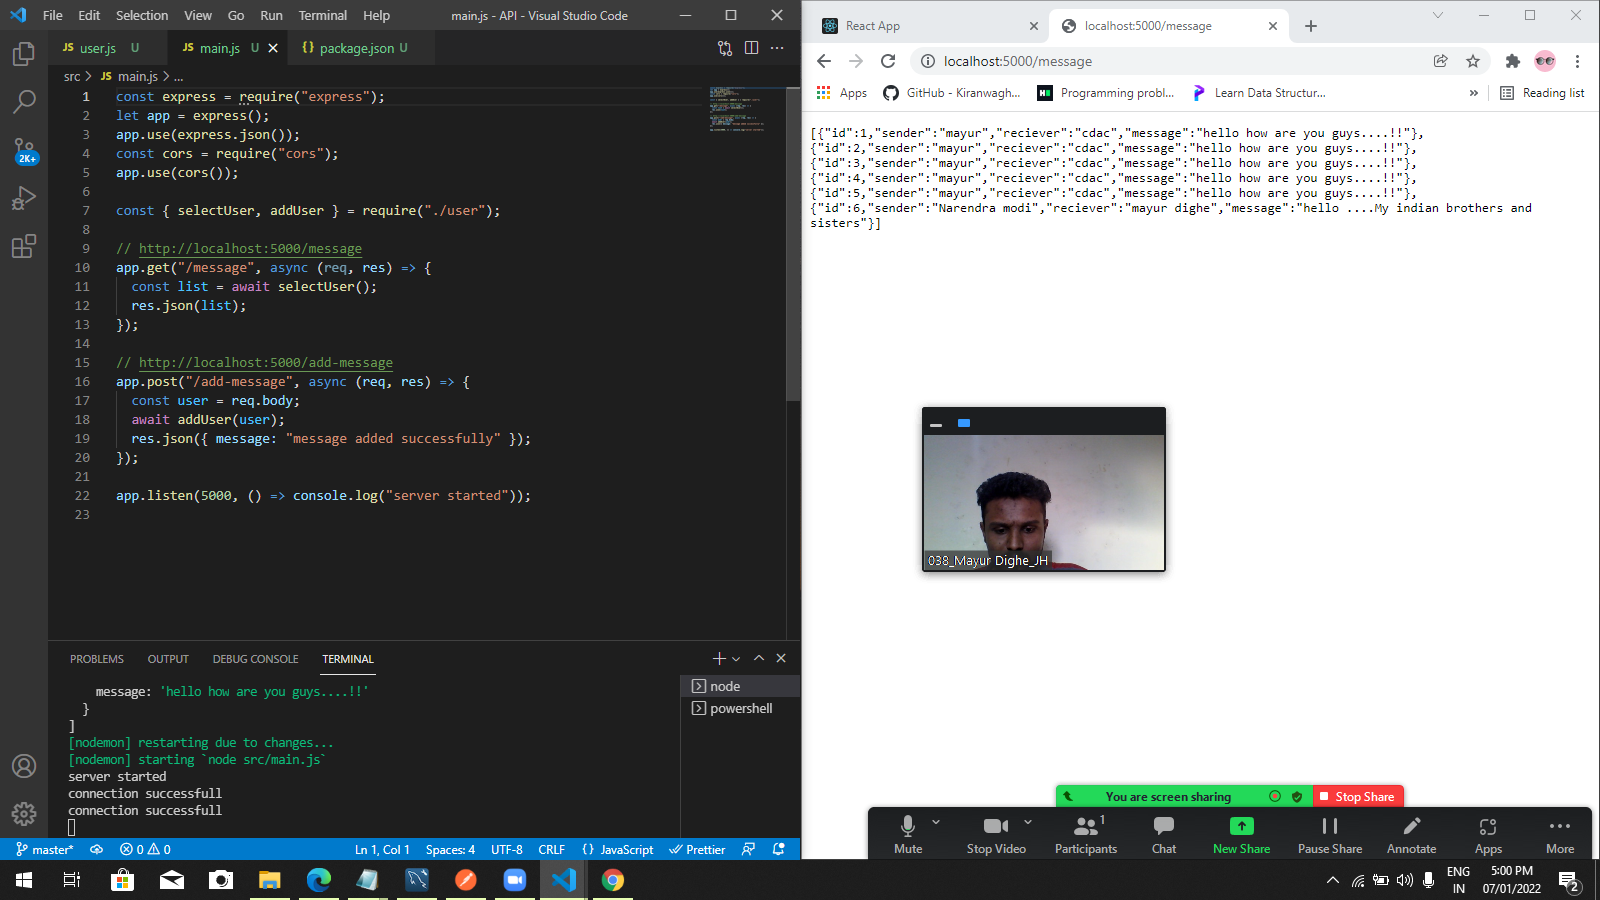 File Edit Selection View Go Run Terminal Help main.js - API - Visual Studio Code
JS user.js U JS main.js U {} package.json U
src > JS main.js > ...
1 const express = require("express");
2 let app = express();
3 app.use(express.json());
4 const cors = require("cors");
5 app.use(cors());
6
7 const { selectUser, addUser } = require("./user");
8
9 // http://localhost:5000/message
10 app.get("/message", async (req, res) => {
11 const list = await selectUser();
12 res.json(list);
13 });
14
15 // http://localhost:5000/add-message
16 app.post("/add-message", async (req, res) => {
17 const user = req.body;
18 await addUser(user);
19 res.json({ message: "message added successfully" });
20 });
21
22 app.listen(5000, () => console.log("server started"));
23
2K+
PROBLEMS OUTPUT DEBUG CONSOLE TERMINAL
message: 'hello how are you guys....!!'
}
]
[nodemon] restarting due to changes...
[nodemon] starting `node src/main.js`
server started
connection successfull
connection successfull
node
powershell
master* 0 0 Ln 1, Col 1 Spaces: 4 UTF-8 CRLF {} JavaScript Prettier
React App localhost:5000/message
localhost:5000/message
Apps GitHub - Kiranwagh... H Programming probl... Learn Data Structur... » Reading list
[{"id":1,"sender":"mayur","reciever":"cdac","message":"hello how are you guys....!!"},
{"id":2,"sender":"mayur","reciever":"cdac","message":"hello how are you guys....!!"},
{"id":3,"sender":"mayur","reciever":"cdac","message":"hello how are you guys....!!"},
{"id":4,"sender":"mayur","reciever":"cdac","message":"hello how are you guys....!!"},
{"id":5,"sender":"mayur","reciever":"cdac","message":"hello how are you guys....!!"},
{"id":6,"sender":"Narendra modi","reciever":"mayur dighe","message":"hello ....My indian brothers and
sisters"}]
038_Mayur Dighe_JH
You are screen sharing Stop Share
1
Mute Stop Video Participants Chat New Share Pause Share Annotate Apps More
ENG 5:00 PM
IN 07/01/2022 2